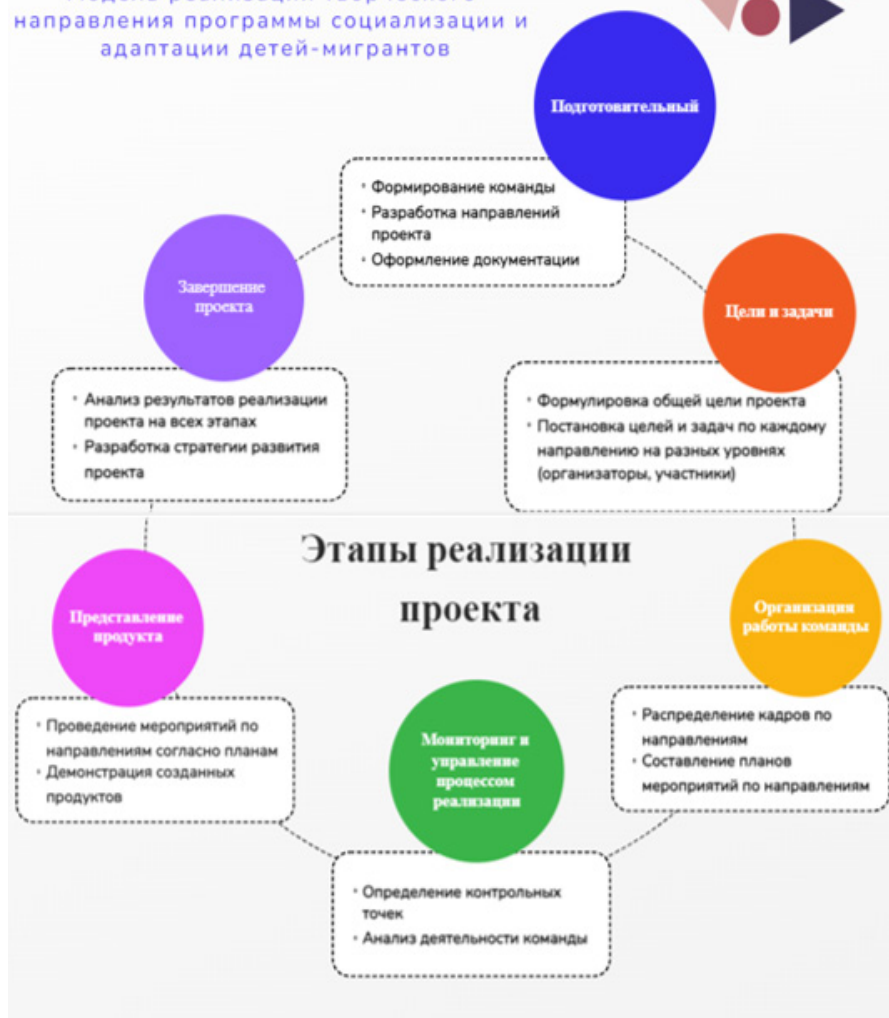 направления программы социализации и
адаптации детей-мигрантов
Подготовительный
• Формирование команды
• Разработка направлений
проекта
• Оформление документации
Цели и задачи
• Формулировка общей цели проекта
• Постановка целей и задач по каждому
направлению на разных уровнях
(организаторы, участники)
Завершение
проекта
• Анализ результатов реализации
проекта на всех этапах
• Разработка стратегии развития
проекта
Этапы реализации
проекта
Организация
работы команды
• Распределение кадров по
направлениям
• Составление планов
мероприятий по направлениям
Мониторинг и
управление
процессом
реализации
• Определение контрольных
точек
• Анализ деятельности команды
Представление
продукта
• Проведение мероприятий по
направлениям согласно планам
• Демонстрация созданных
продуктов